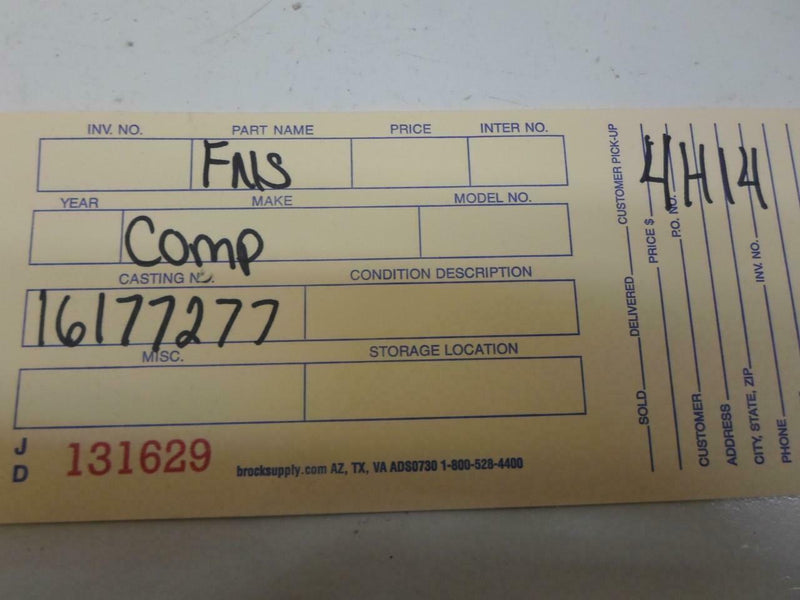 INV. NO. PART NAME PRICE INTER NO.
FNS
YEAR MAKE MODEL NO.
Comp
CASTING NO. CONDITION DESCRIPTION
16177277
MISC. STORAGE LOCATION
J
D
131629
brocksupply.com AZ, TX, VA ADS0730 1-800-528-4400
SOLD DELIVERED CUSTOMER PICK-UP
PRICE $
P.O. NO.
CUSTOMER
ADDRESS
CITY, STATE, ZIP INV. NO.
PHONE
4H14